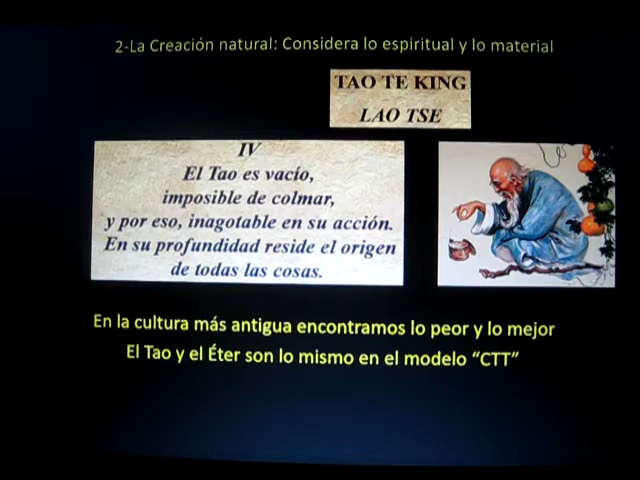 2-La Creación natural: Considera lo espiritual y lo material
TAO TE KING
LAO TSE
IV
El Tao es vacío,
imposible de colmar,
y por eso, inagotable en su acción.
En su profundidad reside el origen
de todas las cosas.
En la cultura más antigua encontramos lo peor y lo mejor
El Tao y el Éter son lo mismo en el modelo “CTT”